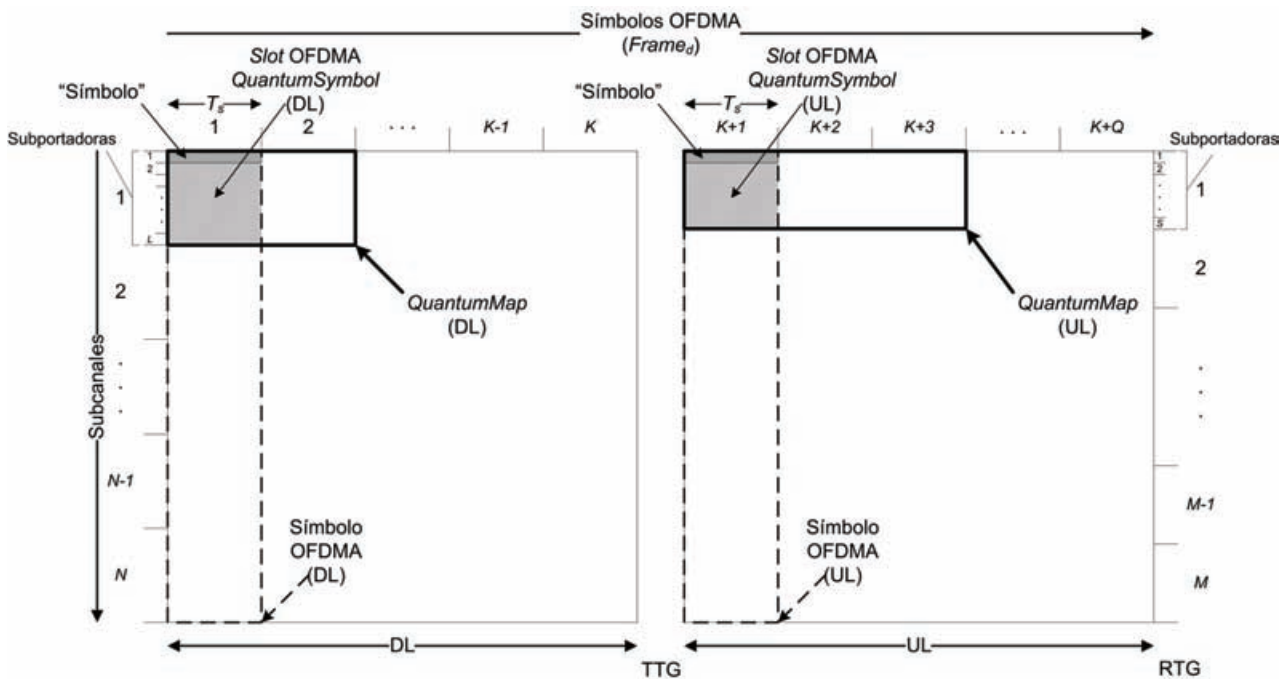 Símbolos OFDMA
(Frame_d)
Slot OFDMA
QuantumSymbol
(DL)
"Símbolo"
T_s
Slot OFDMA
QuantumSymbol
(UL)
"Símbolo"
T_s
Subportadoras
1 2 . . . K-1 K
K+1 K+2 K+3 ... K+Q
Subportadoras
Subcanales
1
2
.
.
.
N-1
N
1
2
.
.
.
L
1
2
.
.
.
S
1
2
.
.
.
M-1
M
QuantumMap
(DL)
QuantumMap
(UL)
Símbolo
OFDMA
(DL)
Símbolo
OFDMA
(UL)
DL
UL
TTG
RTG